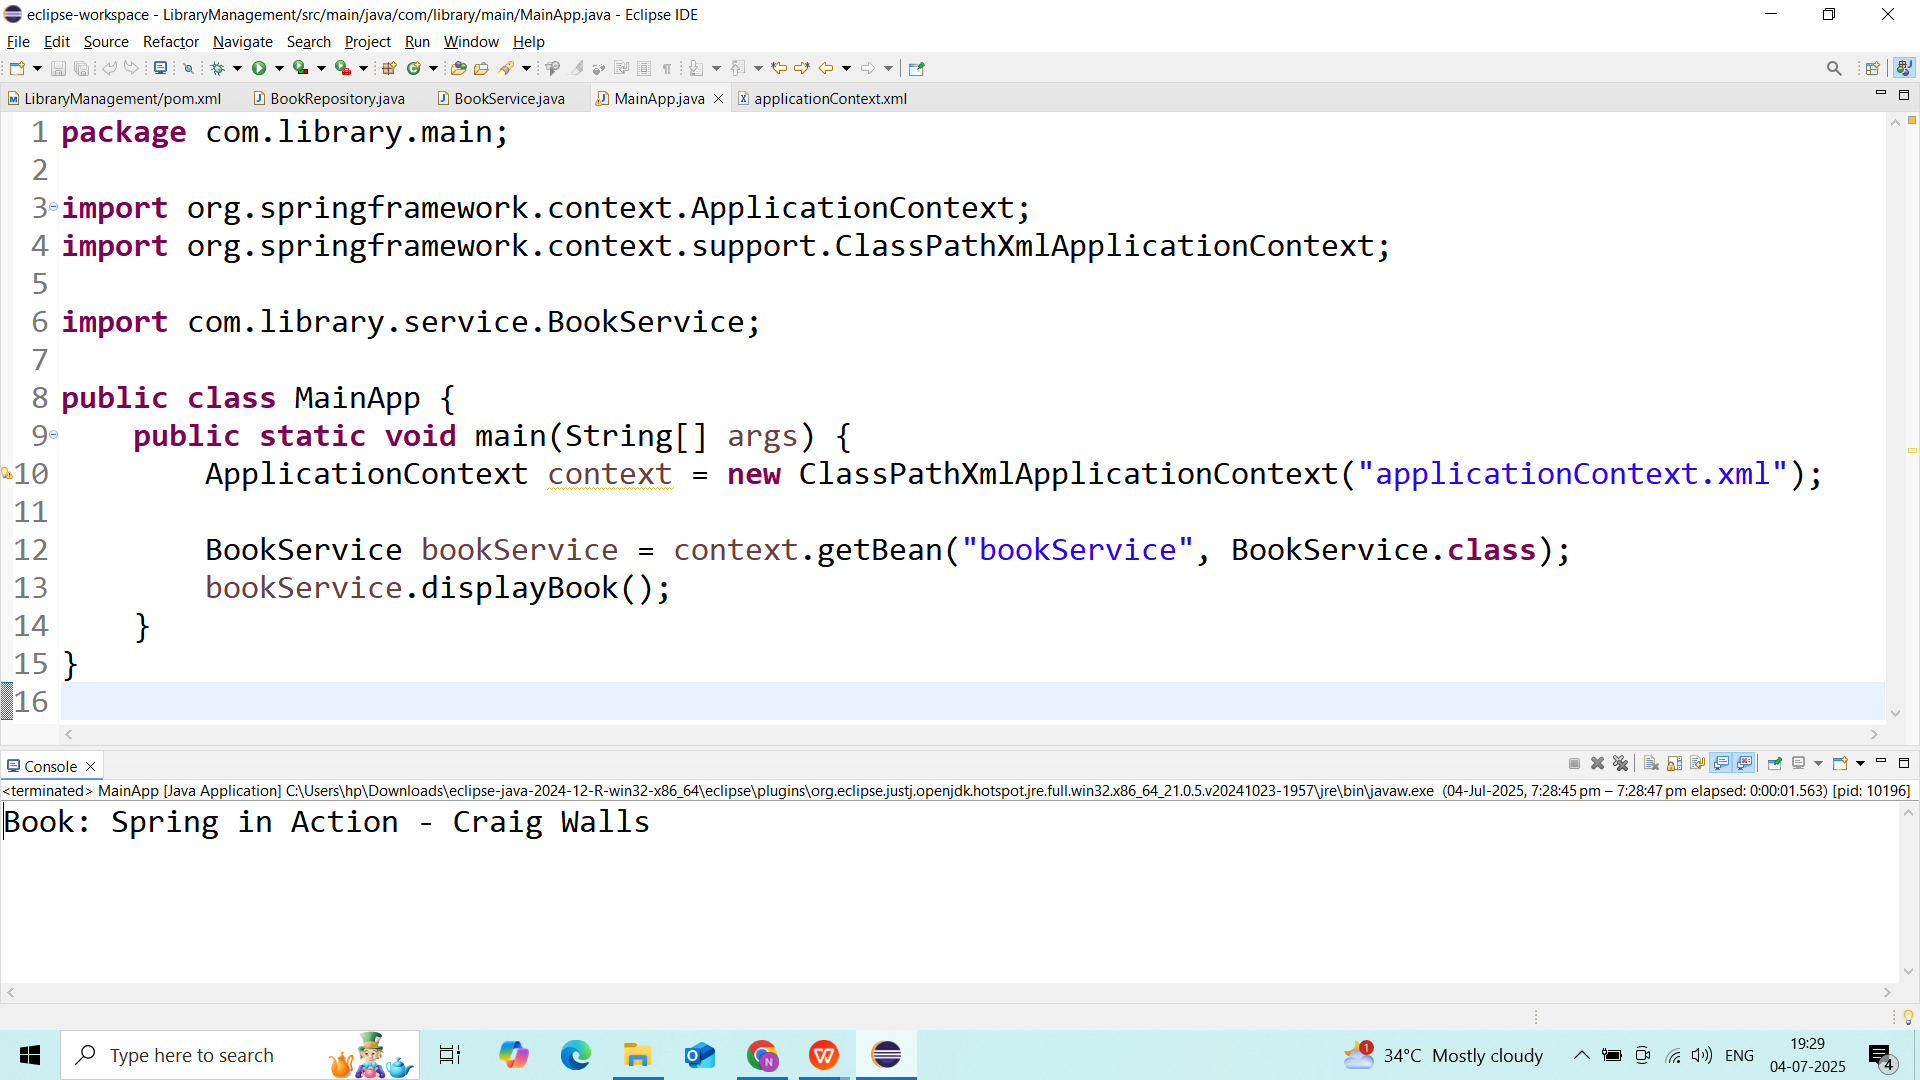 eclipse-workspace - LibraryManagement/src/main/java/com/library/main/MainApp.java - Eclipse IDE
File Edit Source Refactor Navigate Search Project Run Window Help
LibraryManagement/pom.xml BookRepository.java BookService.java MainApp.java applicationContext.xml
1 package com.library.main;
2
3 import org.springframework.context.ApplicationContext;
4 import org.springframework.context.support.ClassPathXmlApplicationContext;
5
6 import com.library.service.BookService;
7
8 public class MainApp {
9     public static void main(String[] args) {
10         ApplicationContext context = new ClassPathXmlApplicationContext("applicationContext.xml");
11
12         BookService bookService = context.getBean("bookService", BookService.class);
13         bookService.displayBook();
14     }
15 }
16
Console
<terminated> MainApp [Java Application] C:\Users\hp\Downloads\eclipse-java-2024-12-R-win32-x86_64\eclipse\plugins\org.eclipse.justj.openjdk.hotspot.jre.full.win32.x86_64_21.0.5.v20241023-1957\jre\bin\javaw.exe (04-Jul-2025, 7:28:45 pm – 7:28:47 pm elapsed: 0:00:01.563) [pid: 10196]
Book: Spring in Action - Craig Walls
Type here to search
1 34°C Mostly cloudy ENG 19:29
04-07-2025 4